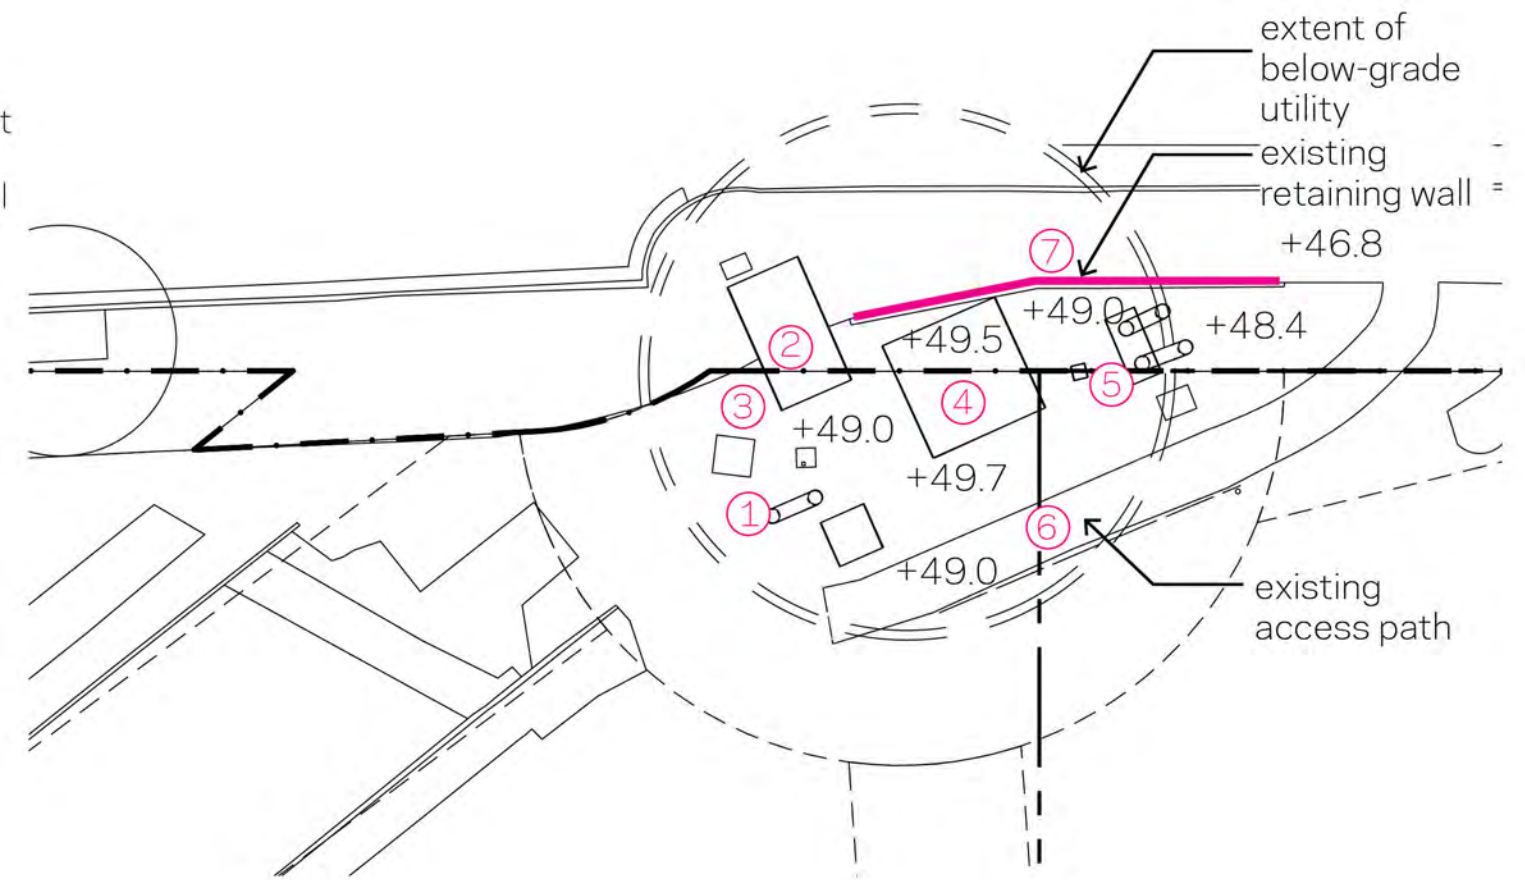 extent of
below-grade
utility
t
existing
retaining wall
l
+46.8
7
+49.0
+48.4
+49.5
2
5
3
4
+49.0
+49.7
1
6
+49.0
existing
access path